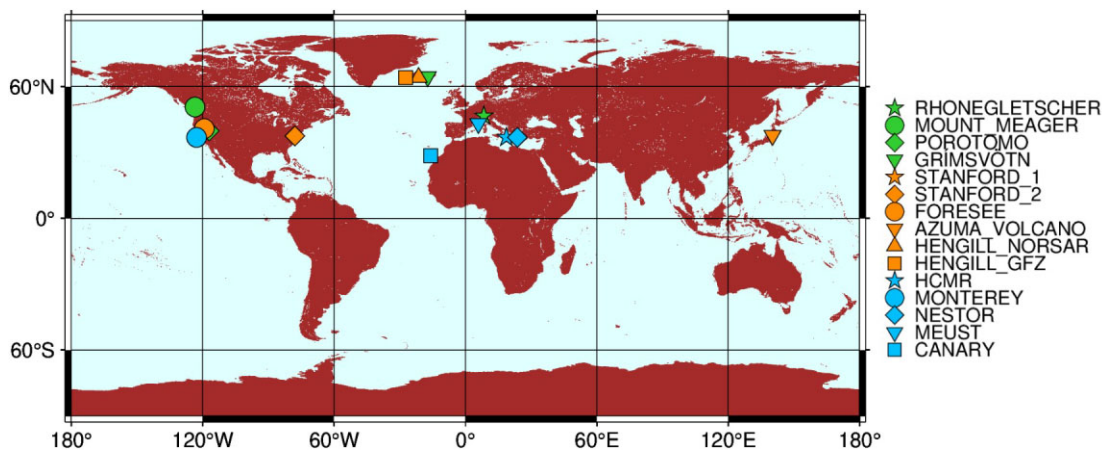 60°N
0°
60°S
180°
120°W
60°W
0°
60°E
120°E
180°
RHONEGLETSCHER
MOUNT_MEAGER
POROTOMO
GRIMSVOTN
STANFORD_1
STANFORD_2
FORESEE
AZUMA_VOLCANO
HENGILL_NORSAR
HENGILL_GFZ
HCMR
MONTEREY
NESTOR
MEUST
CANARY